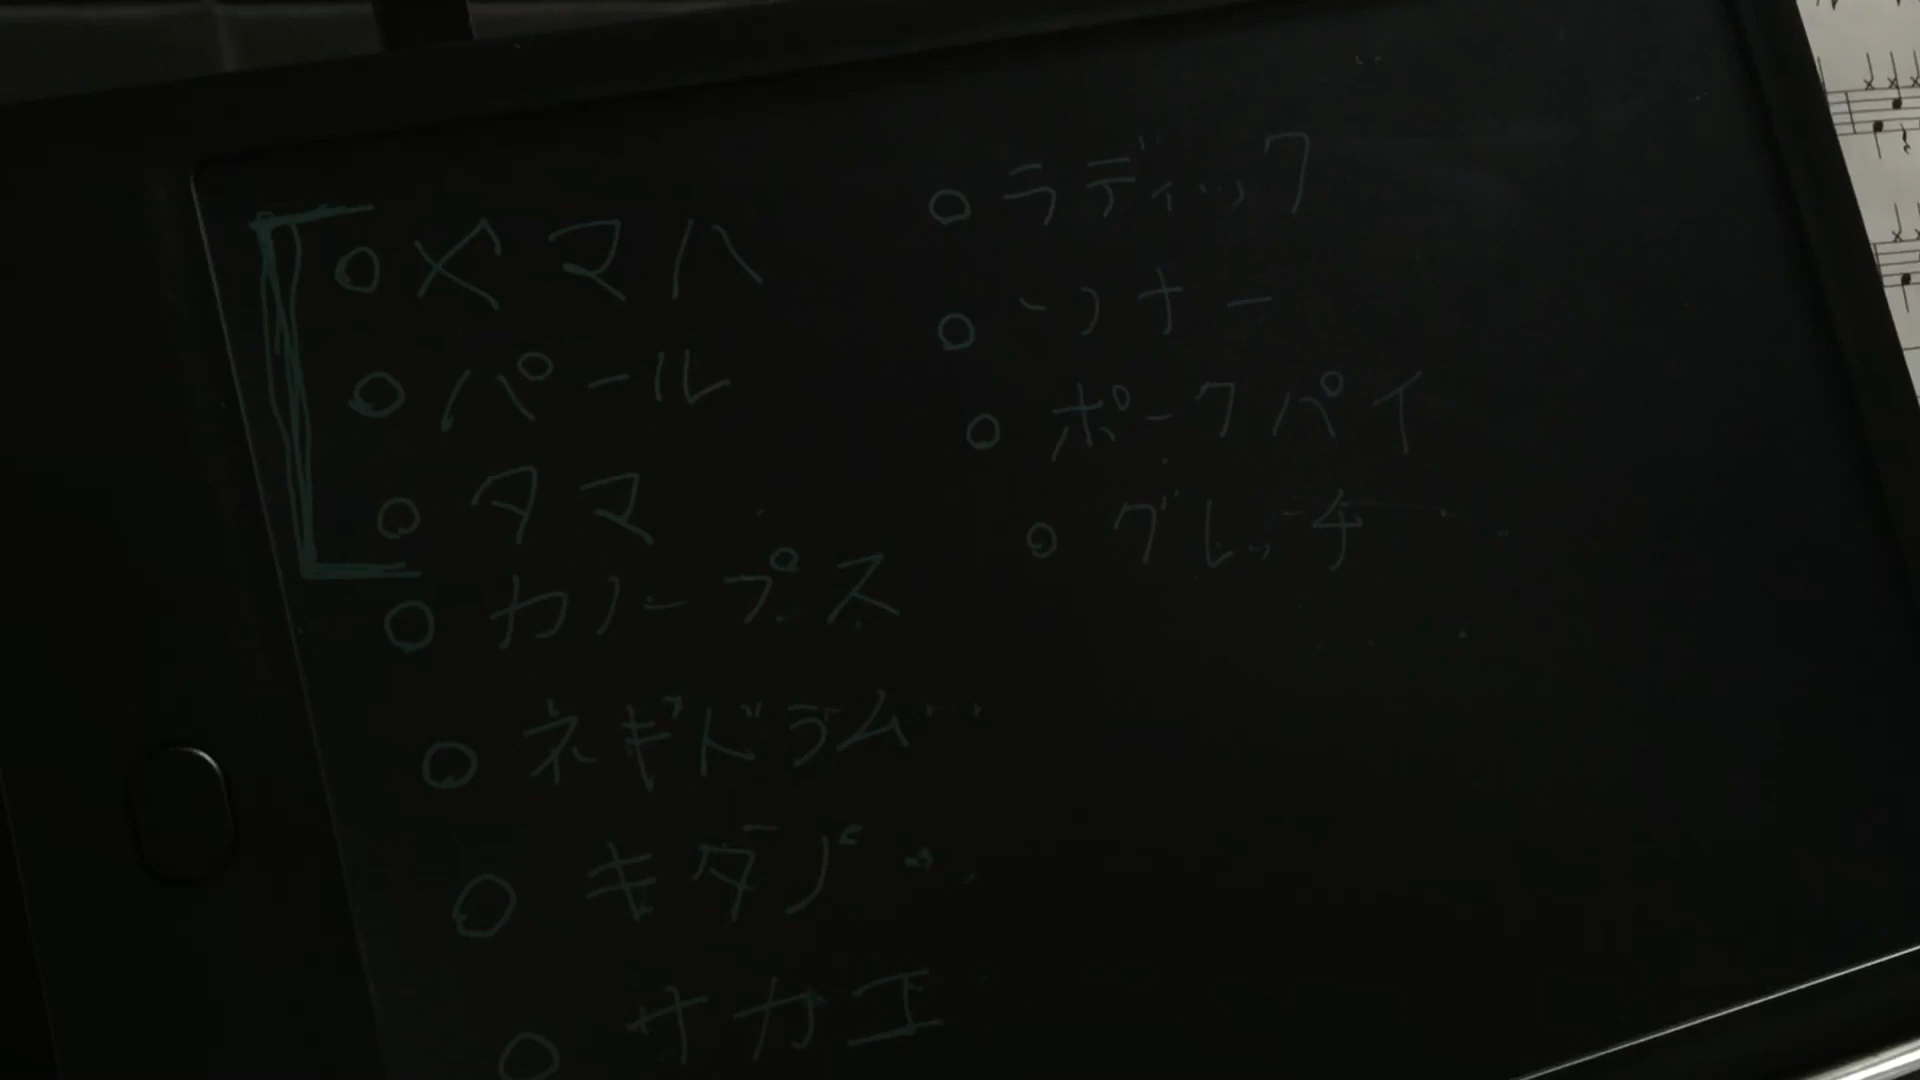 ○ヤマハ
○パール
○タマ
○カノープス
○ネギドラム
○キタノ
○サカエ
○ラディック
○ソナー
○ポークパイ
○グレッチ